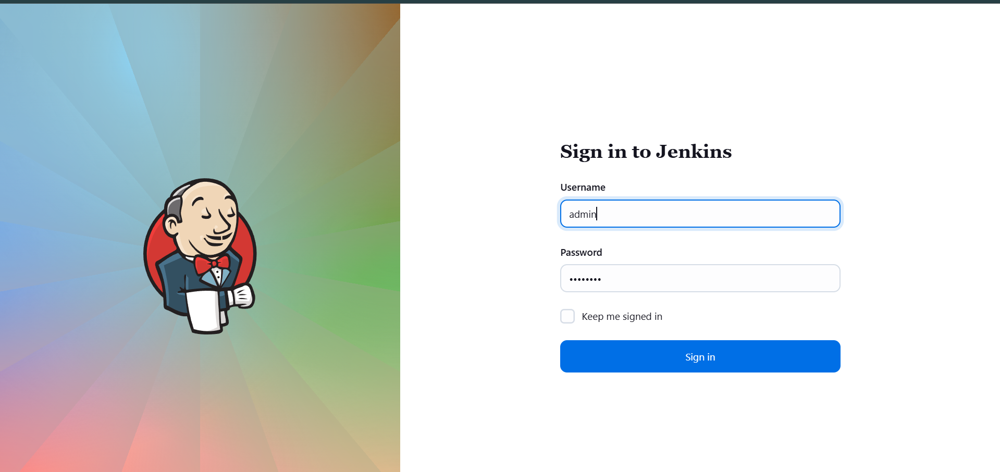 Sign in to Jenkins
Username
admin
Password
••••••••
Keep me signed in
Sign in